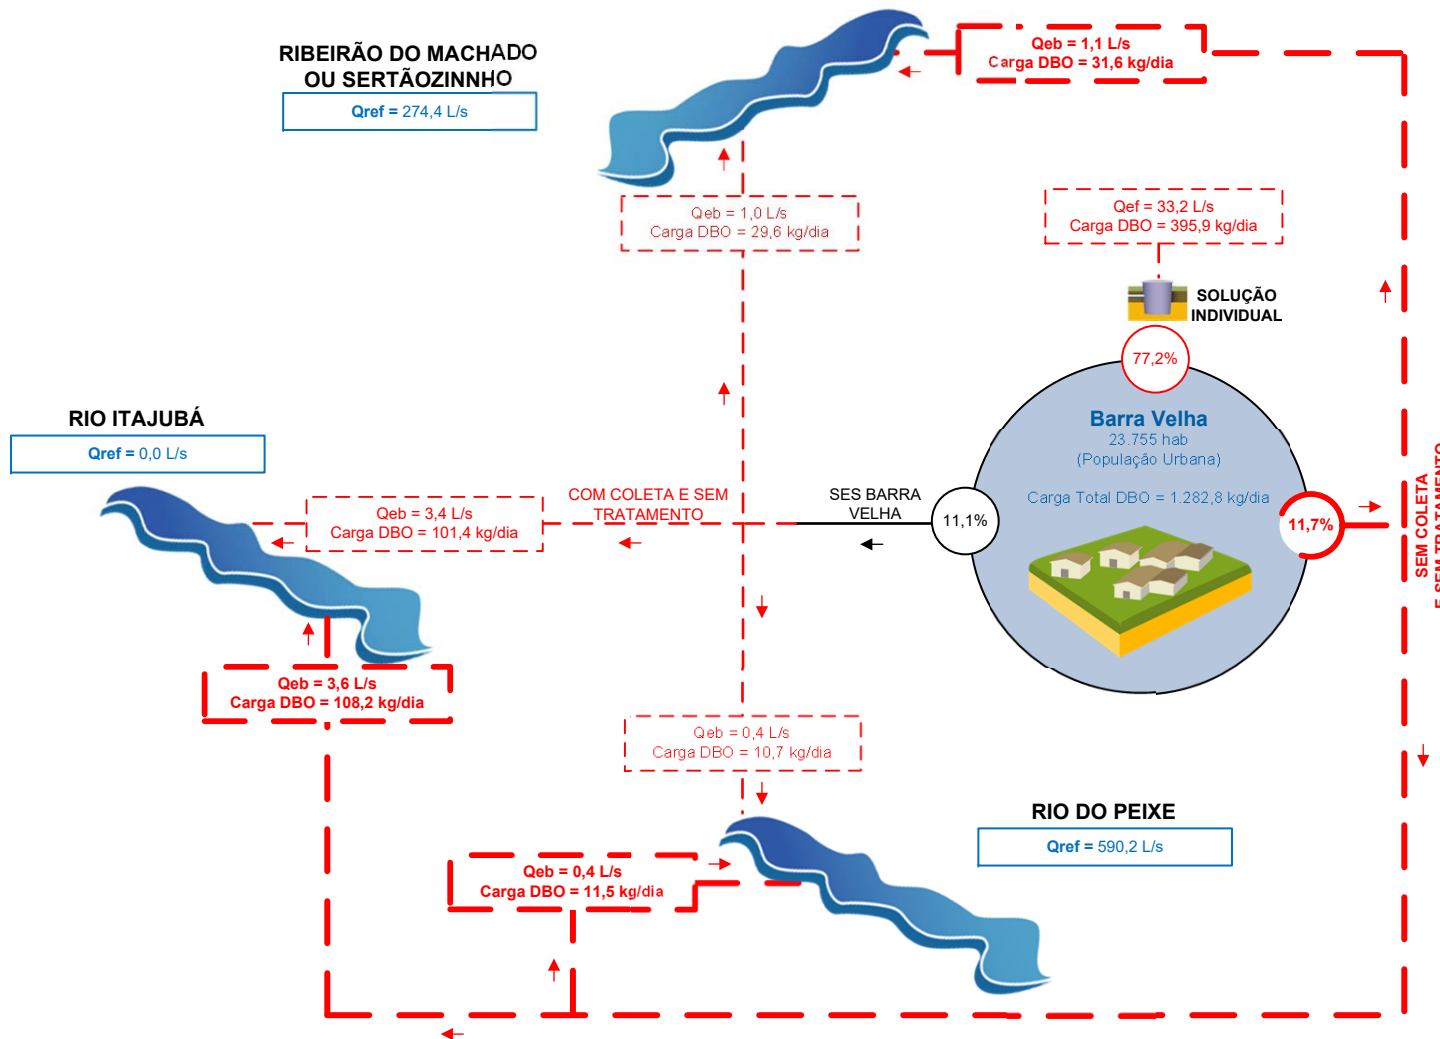 RIBEIRÃO DO MACHADO
OU SERTÃOZINNHO
Qref = 274,4 L/s
Qeb = 1,1 L/s
Carga DBO = 31,6 kg/dia
Qeb = 1,0 L/s
Carga DBO = 29,6 kg/dia
Qef = 33,2 L/s
Carga DBO = 395,9 kg/dia
SOLUÇÃO
INDIVIDUAL
77,2%
RIO ITAJUBÁ
Qref = 0,0 L/s
Qeb = 3,4 L/s
Carga DBO = 101,4 kg/dia
COM COLETA E SEM
TRATAMENTO
SES BARRA
VELHA
11,1%
Barra Velha
23.755 hab
(População Urbana)
Carga Total DBO = 1.282,8 kg/dia
11,7%
SEM COLETA
E SEM TRATAMENTO
Qeb = 3,6 L/s
Carga DBO = 108,2 kg/dia
Qeb = 0,4 L/s
Carga DBO = 10,7 kg/dia
RIO DO PEIXE
Qref = 590,2 L/s
Qeb = 0,4 L/s
Carga DBO = 11,5 kg/dia